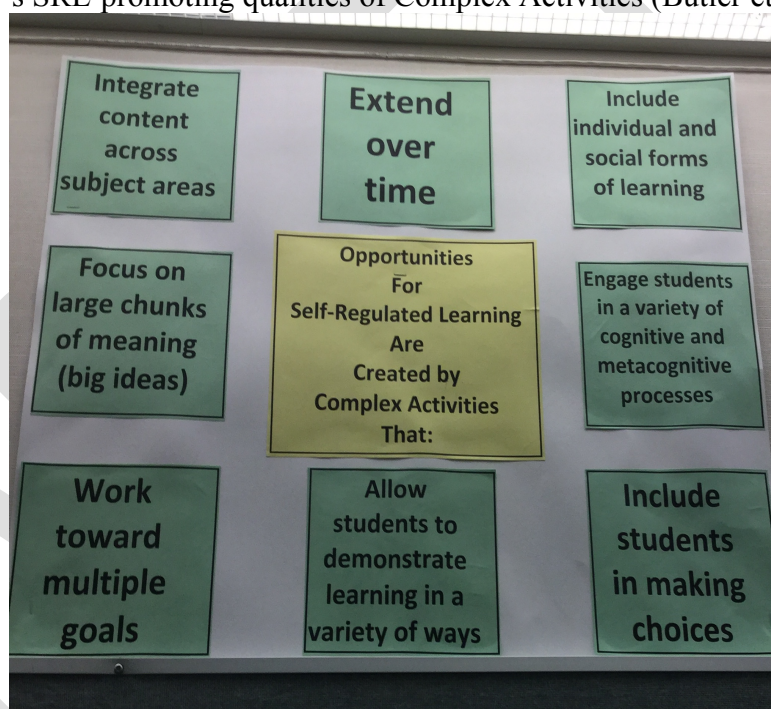 s SRL-promoting qualities of Complex Activities (Butler et
Integrate
content
across
subject areas
Extend
over
time
Include
individual and
social forms
of learning
Focus on
large chunks
of meaning
(big ideas)
Opportunities
For
Self-Regulated Learning
Are
Created by
Complex Activities
That:
Engage students
in a variety of
cognitive and
metacognitive
processes
Work
toward
multiple
goals
Allow
students to
demonstrate
learning in a
variety of ways
Include
students
in making
choices